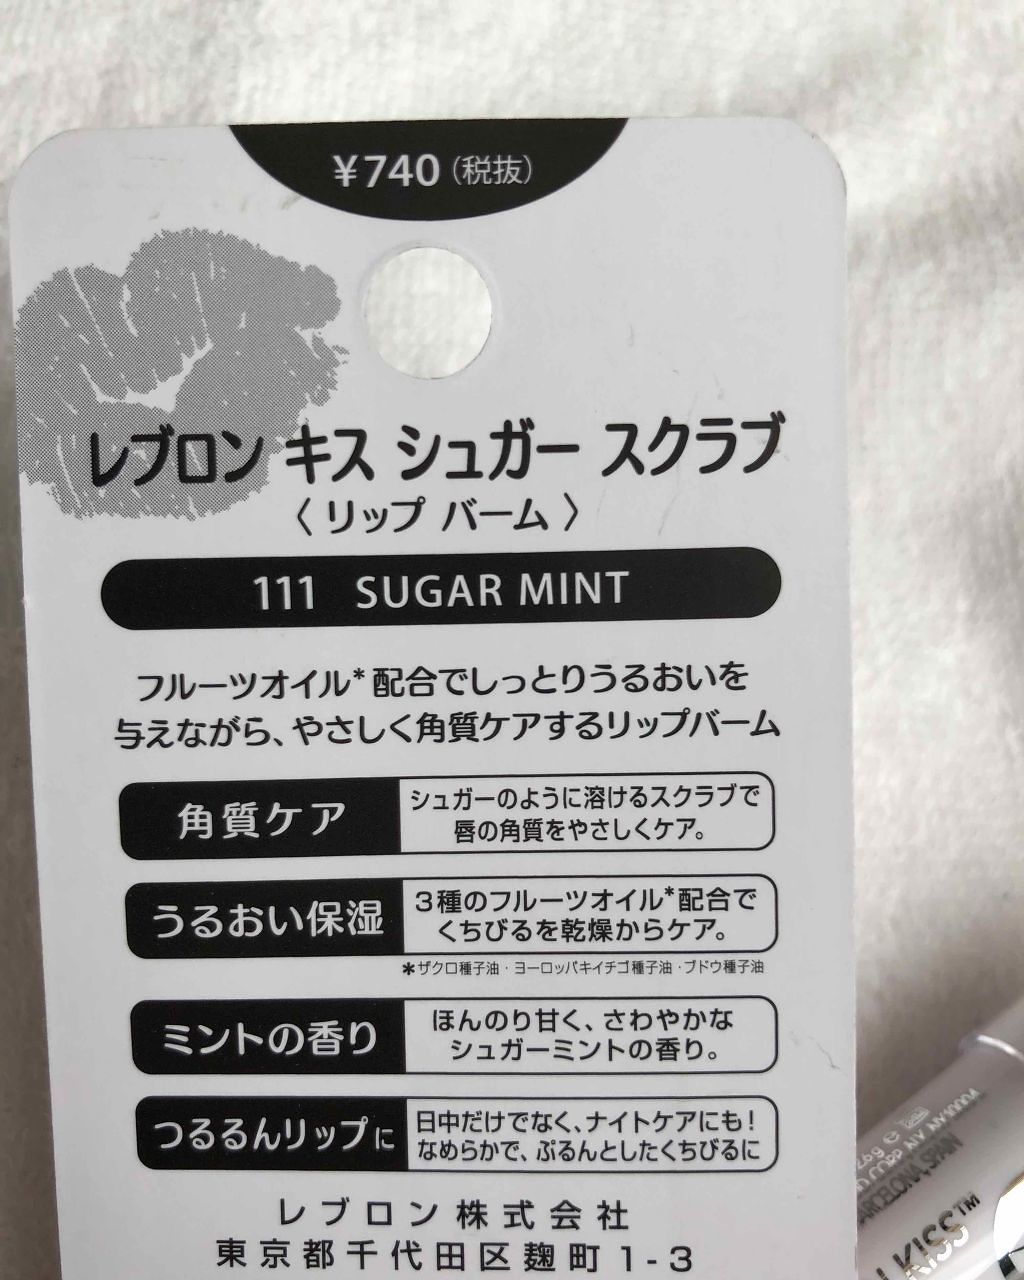 ¥740（税抜）
レブロン キス シュガー スクラブ
〈 リップ バーム 〉
111 SUGAR MINT
フルーツオイル*配合でしっとりうるおいを
与えながら、やさしく角質ケアするリップバーム
角質ケア
シュガーのように溶けるスクラブで
唇の角質をやさしくケア。
うるおい保湿
3種のフルーツオイル*配合で
くちびるを乾燥からケア。
*ザクロ種子油・ヨーロッパキイチゴ種子油・ブドウ種子油
ミントの香り
ほんのり甘く、さわやかな
シュガーミントの香り。
つるるんリップに
日中だけでなく、ナイトケアにも!
なめらかで、ぷるんとしたくちびるに
レブロン株式会社
東京都千代田区麹町1-3
2.6g e
CORP. NY, NY 10004
BARCELONA, SPAIN
KISS™